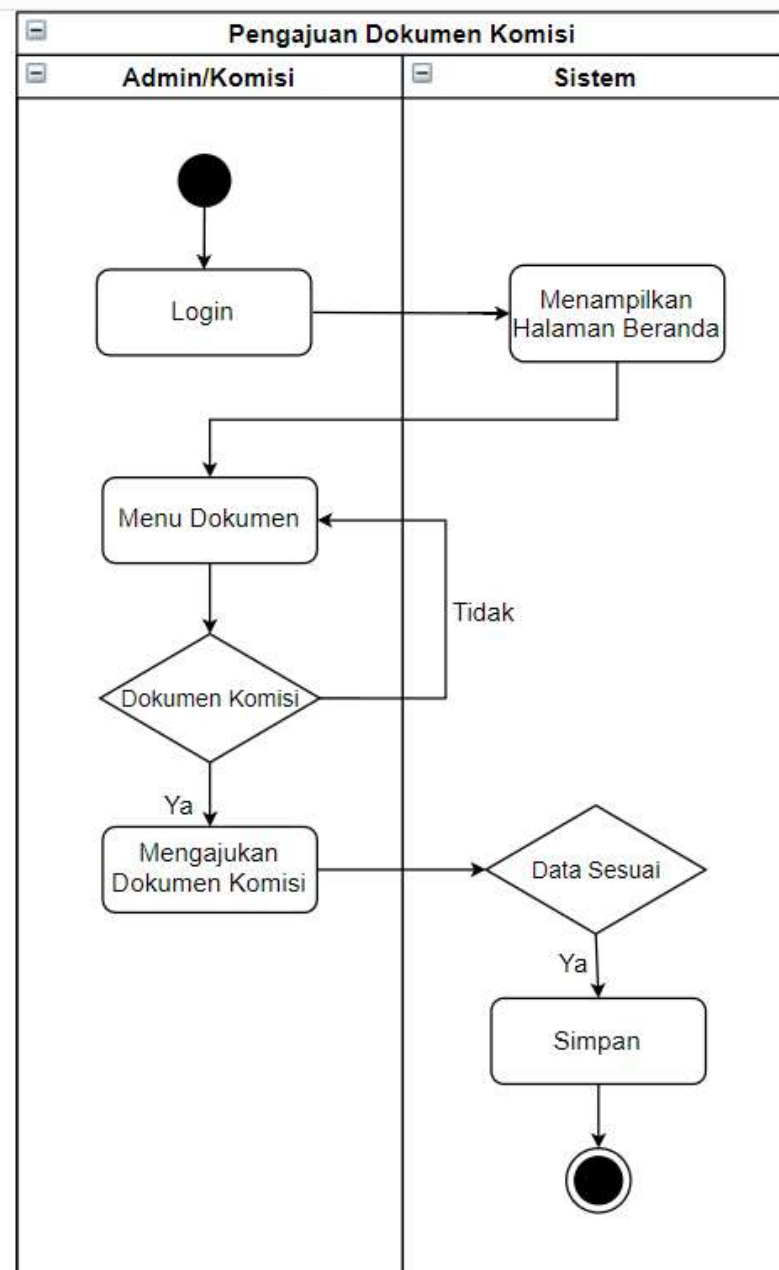 Pengajuan Dokumen Komisi
Admin/Komisi
Sistem
Login
Menampilkan
Halaman Beranda
Menu Dokumen
Tidak
Dokumen Komisi
Ya
Mengajukan
Dokumen Komisi
Data Sesuai
Ya
Simpan